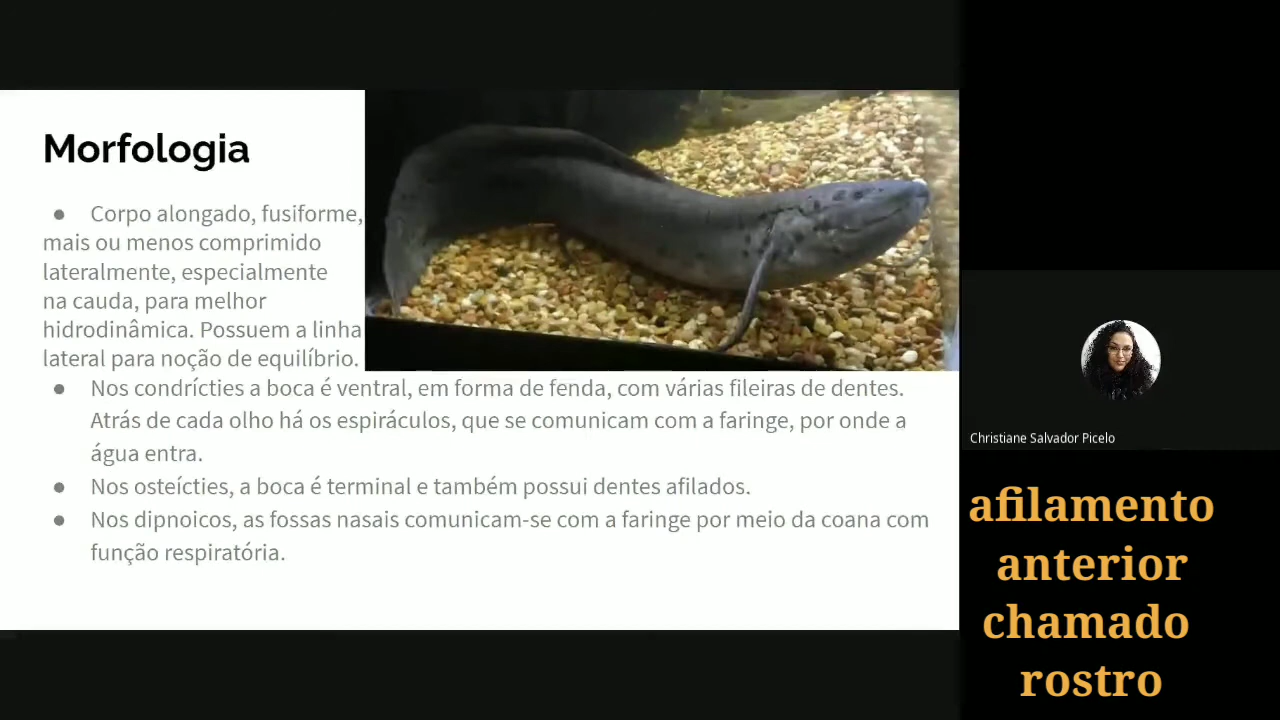 Morfologia
● Corpo alongado, fusiforme,
mais ou menos comprimido
lateralmente, especialmente
na cauda, para melhor
hidrodinâmica. Possuem a linha
lateral para noção de equilíbrio.
● Nos condrícties a boca é ventral, em forma de fenda, com várias fileiras de dentes.
Atrás de cada olho há os espiráculos, que se comunicam com a faringe, por onde a
água entra.
● Nos osteícties, a boca é terminal e também possui dentes afilados.
● Nos dipnoicos, as fossas nasais comunicam-se com a faringe por meio da coana com
função respiratória.
Christiane Salvador Picelo
afilamento
anterior
chamado
rostro